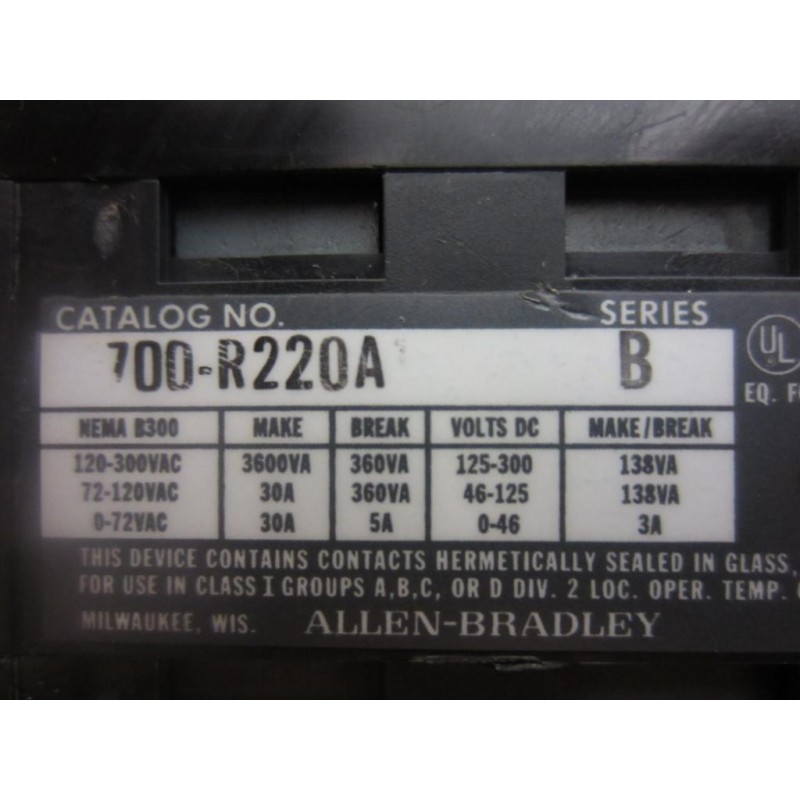 CATALOG NO. SERIES
700-R220A B
UL
EQ.
NEMA B300 MAKE BREAK VOLTS DC MAKE/BREAK
120-300VAC 3600VA 360VA 125-300 138VA
72-120VAC 30A 360VA 46-125 138VA
0-72VAC 30A 5A 0-46 3A
THIS DEVICE CONTAINS CONTACTS HERMETICALLY SEALED IN GLASS,
FOR USE IN CLASS I GROUPS A,B,C, OR D DIV. 2 LOC. OPER. TEMP.
MILWAUKEE, WIS. ALLEN-BRADLEY